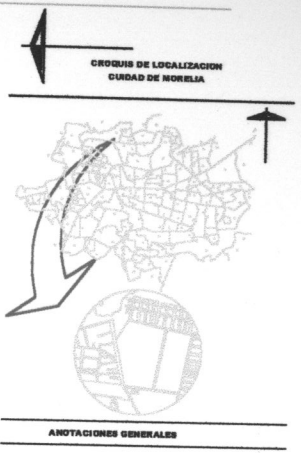 CROQUIS DE LOCALIZACION
CUIDAD DE MORELIA
ANOTACIONES GENERALES